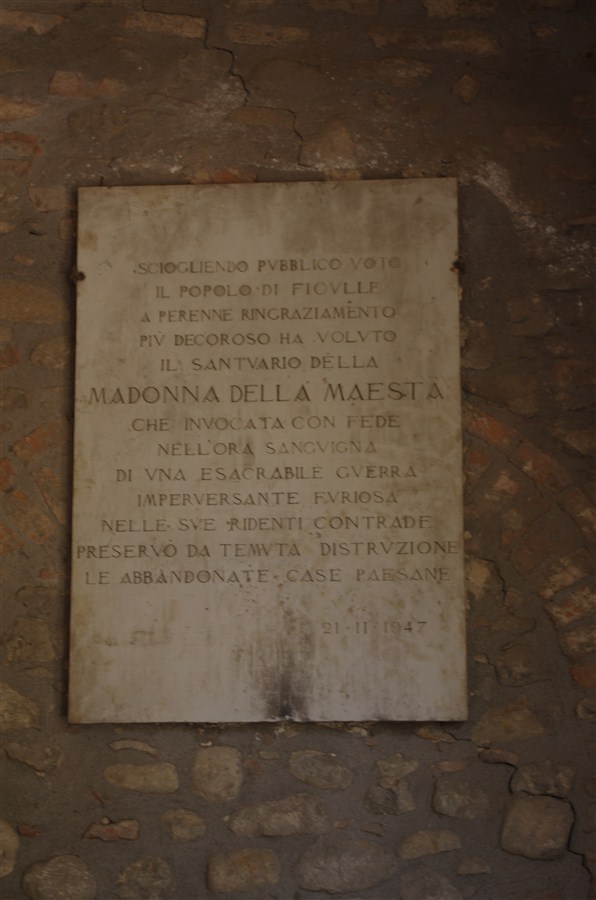 SCIOGLIENDO PVBBLICO VOTO
IL POPOLO DI FICVLLE
A PERENNE RINGRAZIAMENTO
PIÙ DECOROSO HA VOLVTO
IL SANTVARIO DELLA
MADONNA DELLA MAESTÀ
CHE INVOCATA CON FEDE
NELL'ORA SANGVIGNA
DI VNA ESACRABILE GVERRA
IMPERVERSANTE FVRIOSA
NELLE SVE RIDENTI CONTRADE
PRESERVÒ DA TEMVTA DISTRVZIONE
LE ABBANDONATE CASE PAESANE
21·11·1947